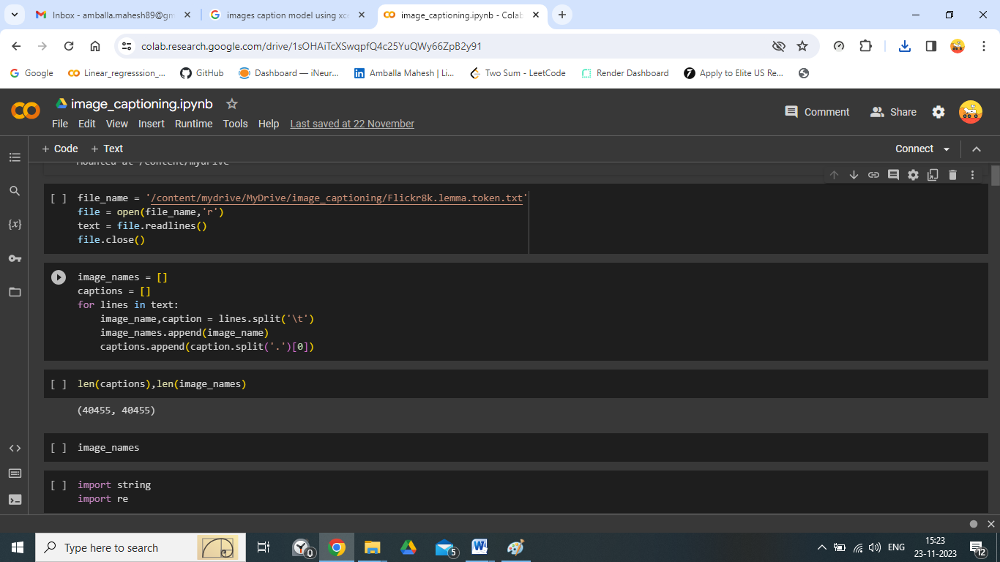 Inbox - amballa.mahesh89@gm
images caption model using xce
image_captioning.ipynb - Colab
colab.research.google.com/drive/1sOHAiTcXSwqpfQ4c25YuQWy66ZpB2y91
Google
Linear_regresssion_...
GitHub
Dashboard — iNeur...
Amballa Mahesh | Li...
Two Sum - LeetCode
Render Dashboard
Apply to Elite US Re...
image_captioning.ipynb
Comment
Share
File Edit View Insert Runtime Tools Help Last saved at 22 November
+ Code + Text
Connect
Mounted at /content/mydrive
[ ] file_name = '/content/mydrive/MyDrive/image_captioning/Flickr8k.lemma.token.txt'
file = open(file_name,'r')
text = file.readlines()
file.close()
image_names = []
captions = []
for lines in text:
image_name,caption = lines.split('\t')
image_names.append(image_name)
captions.append(caption.split('.')[0])
[ ] len(captions),len(image_names)
(40455, 40455)
[ ] image_names
[ ] import string
import re
{x}
Type here to search
0
5
ENG
15:23
23-11-2023
12